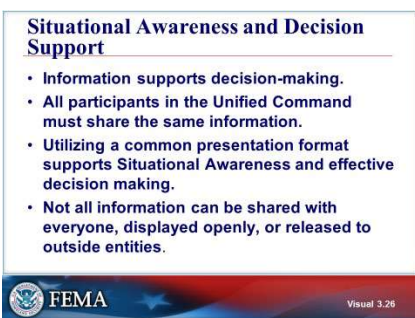 Situational Awareness and Decision
Support
• Information supports decision-making.
• All participants in the Unified Command
must share the same information.
• Utilizing a common presentation format
supports Situational Awareness and effective
decision making.
• Not all information can be shared with
everyone, displayed openly, or released to
outside entities.
FEMA
Visual 3.26